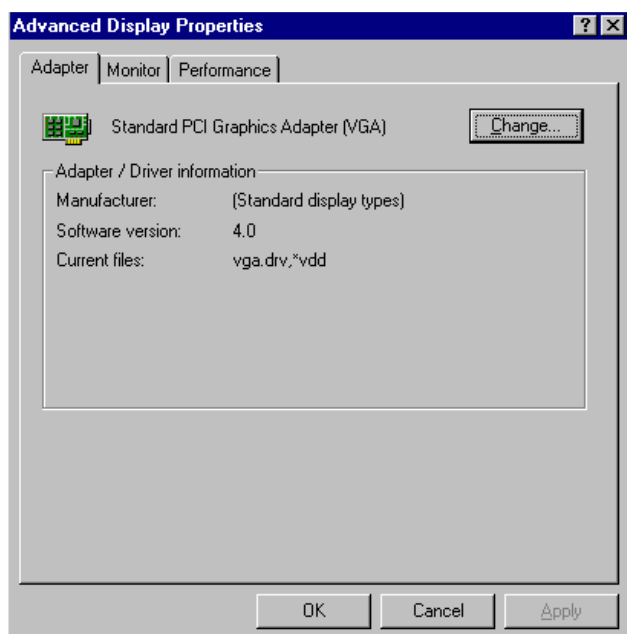 Advanced Display Properties
Adapter Monitor Performance
Standard PCI Graphics Adapter (VGA) Change...
Adapter / Driver information
Manufacturer: (Standard display types)
Software version: 4.0
Current files: vga.drv,*vdd
OK Cancel Apply